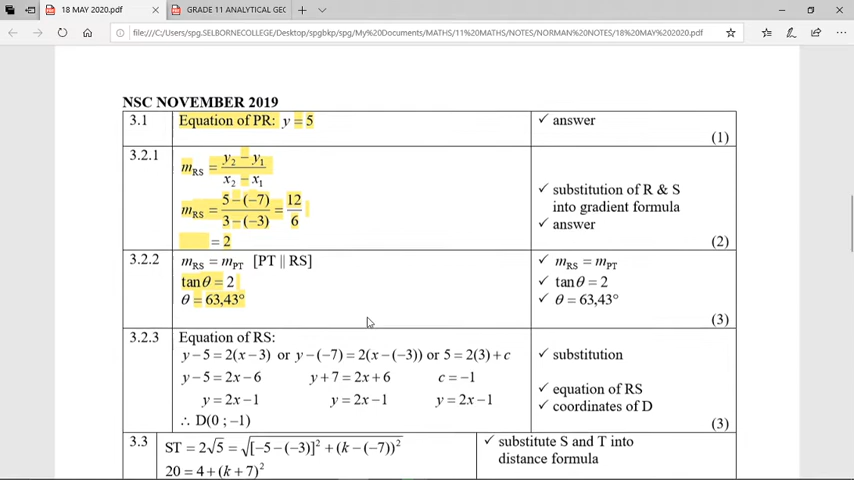 18 MAY 2020.pdf
GRADE 11 ANALYTICAL GEC
file:///C:/Users/spg.SELBORNECOLLEGE/Desktop/spgbkp/spg/My%20Documents/MATHS/11%20MATHS/NOTES/NORMAN%20NOTES/18%20MAY%202020.pdf
NSC NOVEMBER 2019
3.1 Equation of PR: y = 5 ✓ answer
(1)
3.2.1 m_RS = (y₂ − y₁)/(x₂ − x₁)
✓ substitution of R & S
m_RS = (5 − (−7))/(3 − (−3)) = 12/6 into gradient formula
✓ answer
= 2 (2)
3.2.2 m_RS = m_PT [PT || RS] ✓ m_RS = m_PT
tanθ = 2 ✓ tanθ = 2
θ = 63,43° ✓ θ = 63,43°
(3)
3.2.3 Equation of RS:
y − 5 = 2(x − 3) or y − (−7) = 2(x − (−3)) or 5 = 2(3) + c ✓ substitution
y − 5 = 2x − 6 y + 7 = 2x + 6 c = −1
✓ equation of RS
y = 2x − 1 y = 2x − 1 y = 2x − 1
✓ coordinates of D
∴ D(0 ; −1) (3)
3.3 ST = 2√5 = √([−5 − (−3)]² + (k − (−7))²) ✓ substitute S and T into
distance formula
20 = 4 + (k + 7)²